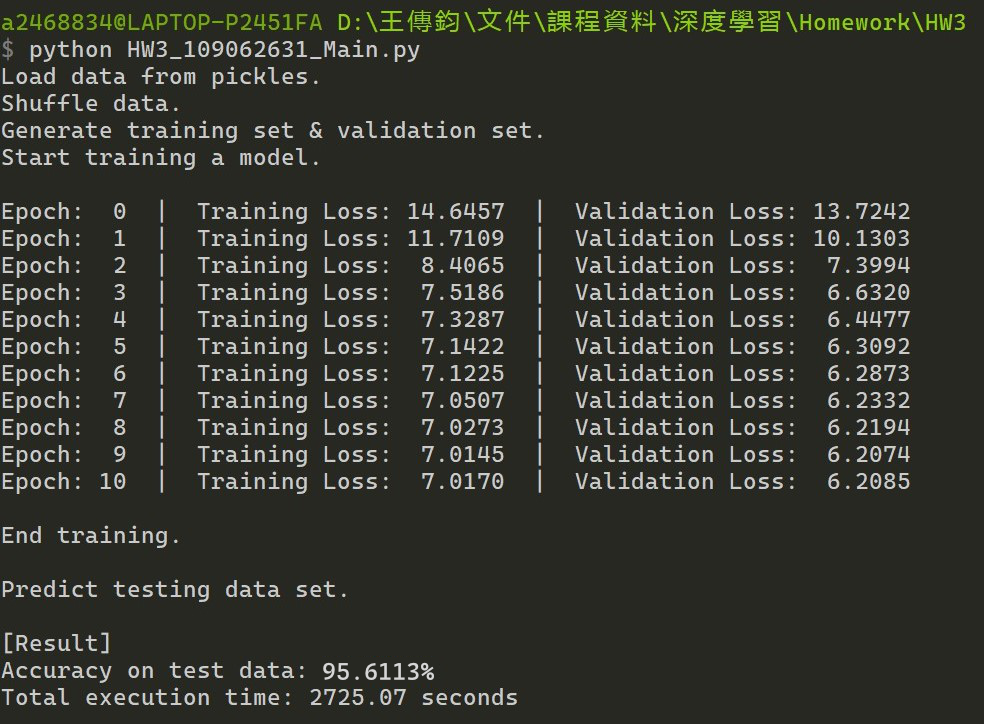 a2468834@LAPTOP-P2451FA D:\王傳鈞\文件\課程資料\深度學習\Homework\HW3
$ python HW3_109062631_Main.py
Load data from pickles.
Shuffle data.
Generate training set & validation set.
Start training a model.
Epoch:  0  |  Training Loss: 14.6457  |  Validation Loss: 13.7242
Epoch:  1  |  Training Loss: 11.7109  |  Validation Loss: 10.1303
Epoch:  2  |  Training Loss:  8.4065  |  Validation Loss:  7.3994
Epoch:  3  |  Training Loss:  7.5186  |  Validation Loss:  6.6320
Epoch:  4  |  Training Loss:  7.3287  |  Validation Loss:  6.4477
Epoch:  5  |  Training Loss:  7.1422  |  Validation Loss:  6.3092
Epoch:  6  |  Training Loss:  7.1225  |  Validation Loss:  6.2873
Epoch:  7  |  Training Loss:  7.0507  |  Validation Loss:  6.2332
Epoch:  8  |  Training Loss:  7.0273  |  Validation Loss:  6.2194
Epoch:  9  |  Training Loss:  7.0145  |  Validation Loss:  6.2074
Epoch: 10  |  Training Loss:  7.0170  |  Validation Loss:  6.2085
End training.
Predict testing data set.
[Result]
Accuracy on test data: 95.6113%
Total execution time: 2725.07 seconds